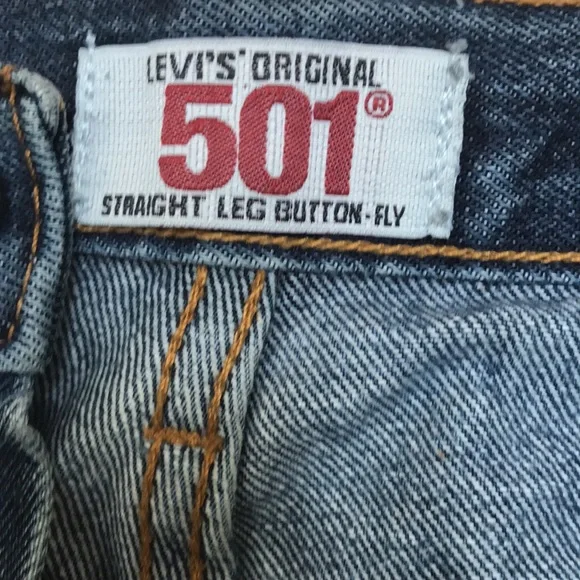 LEVI'S® ORIGINAL
501®
STRAIGHT LEG BUTTON-FLY